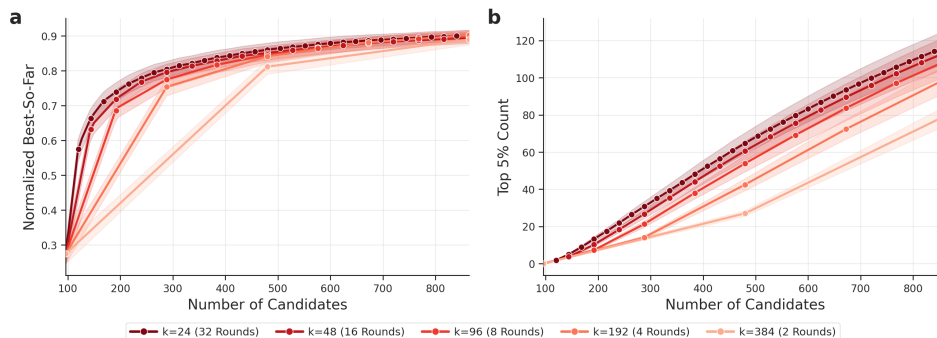 a
b
Normalized Best-So-Far
0.9
0.8
0.7
0.6
0.5
0.4
0.3
100
200
300
400
500
600
700
800
Number of Candidates
Top 5% Count
120
100
80
60
40
20
0
100
200
300
400
500
600
700
800
Number of Candidates
k=24 (32 Rounds)
k=48 (16 Rounds)
k=96 (8 Rounds)
k=192 (4 Rounds)
k=384 (2 Rounds)